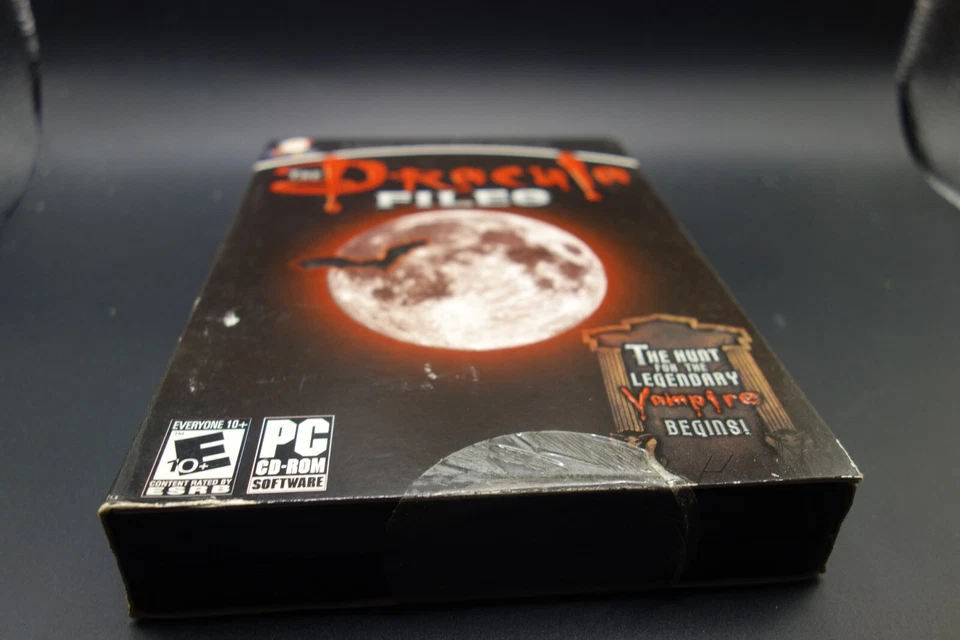 THE Dracula
FILES
THE HUNT
FOR THE
LEGENDARY
Vampire
BEGINS!
EVERYONE 10+
E
10+
CONTENT RATED BY
ESRB
PC
CD-ROM
SOFTWARE